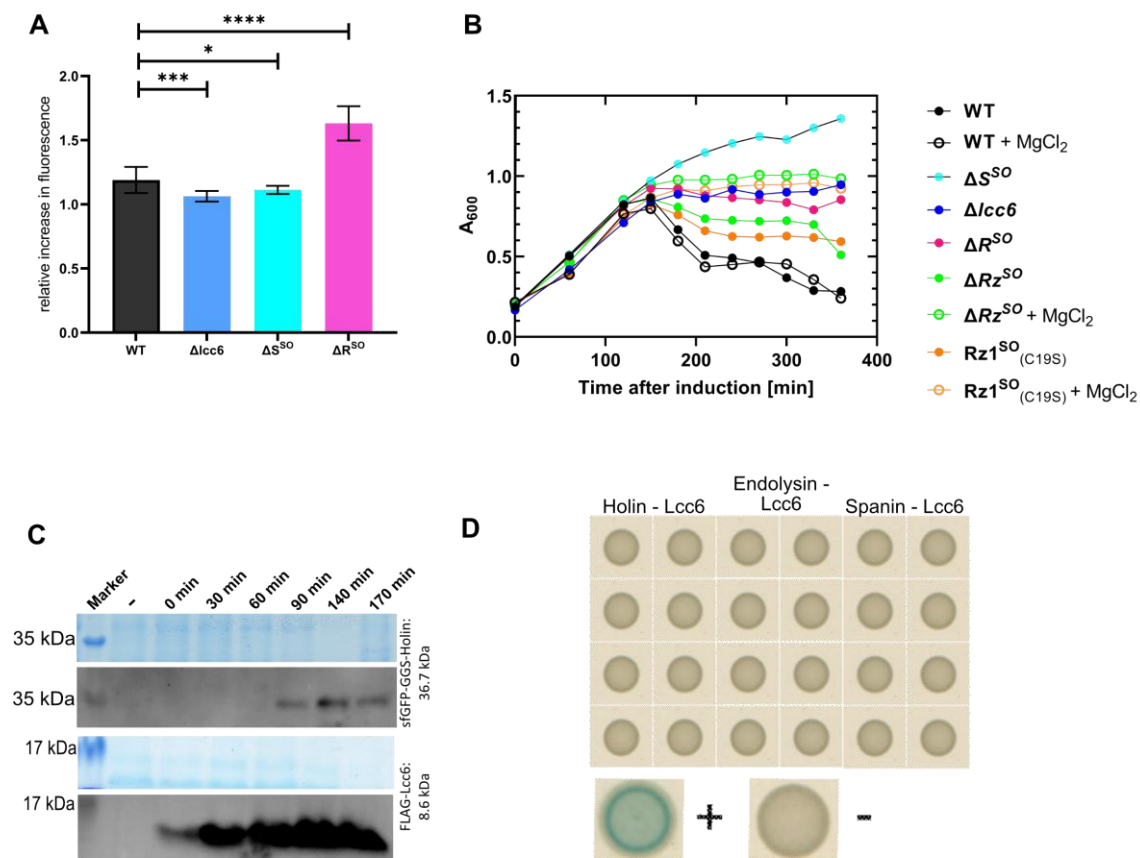 A
****
*
***
relative increase in fluorescence
2.0
1.5
1.0
0.5
0.0
WT
Δlcc6
ΔS^SO
ΔR^SO
B
A₆₀₀
1.5
1.0
0.5
0.0
0
100
200
300
400
Time after induction [min]
WT
WT + MgCl₂
ΔS^SO
Δlcc6
ΔR^SO
ΔRz^SO
ΔRz^SO + MgCl₂
Rz1^SO (C19S)
Rz1^SO (C19S) + MgCl₂
C
Marker
-
0 min
30 min
60 min
90 min
140 min
170 min
35 kDa
35 kDa
sfGFP-GGS-Holin:
36.7 kDa
17 kDa
17 kDa
FLAG-Lcc6:
8.6 kDa
D
Holin - Lcc6
Endolysin -
Lcc6
Spanin - Lcc6
+
-